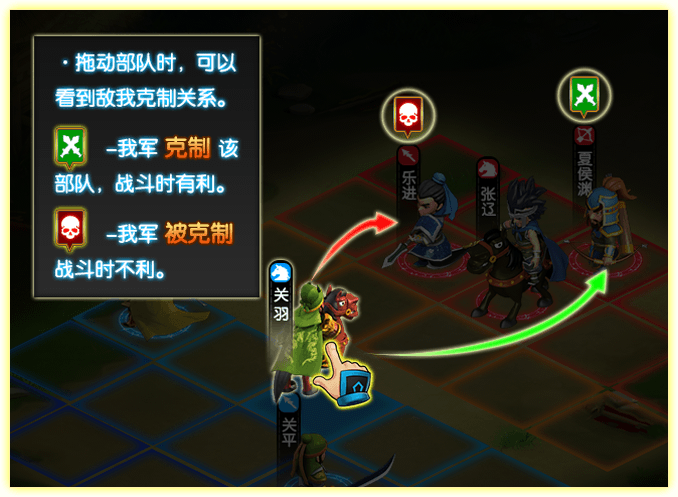 ·拖动部队时，可以
看到敌我克制关系。
-我军 克制 该
部队，战斗时有利。
-我军 被克制
战斗时不利。
乐进
张辽
夏侯渊
关羽
关平